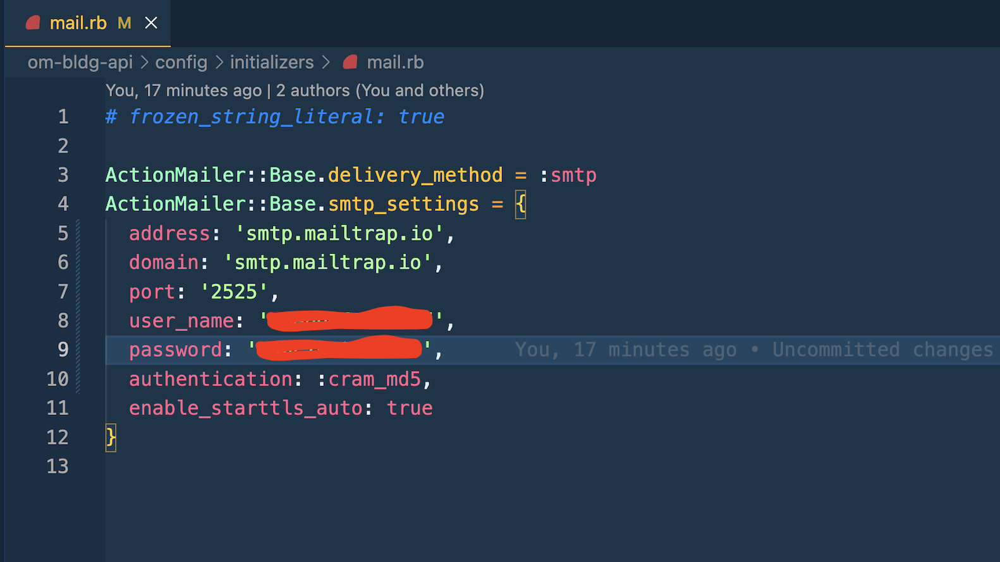 mail.rb M
om-bldg-api > config > initializers > mail.rb
You, 17 minutes ago | 2 authors (You and others)
1 # frozen_string_literal: true
2
3 ActionMailer::Base.delivery_method = :smtp
4 ActionMailer::Base.smtp_settings = {
5 address: 'smtp.mailtrap.io',
6 domain: 'smtp.mailtrap.io',
7 port: '2525',
8 user_name: '',
9 password: '', You, 17 minutes ago • Uncommitted changes
10 authentication: :cram_md5,
11 enable_starttls_auto: true
12 }
13